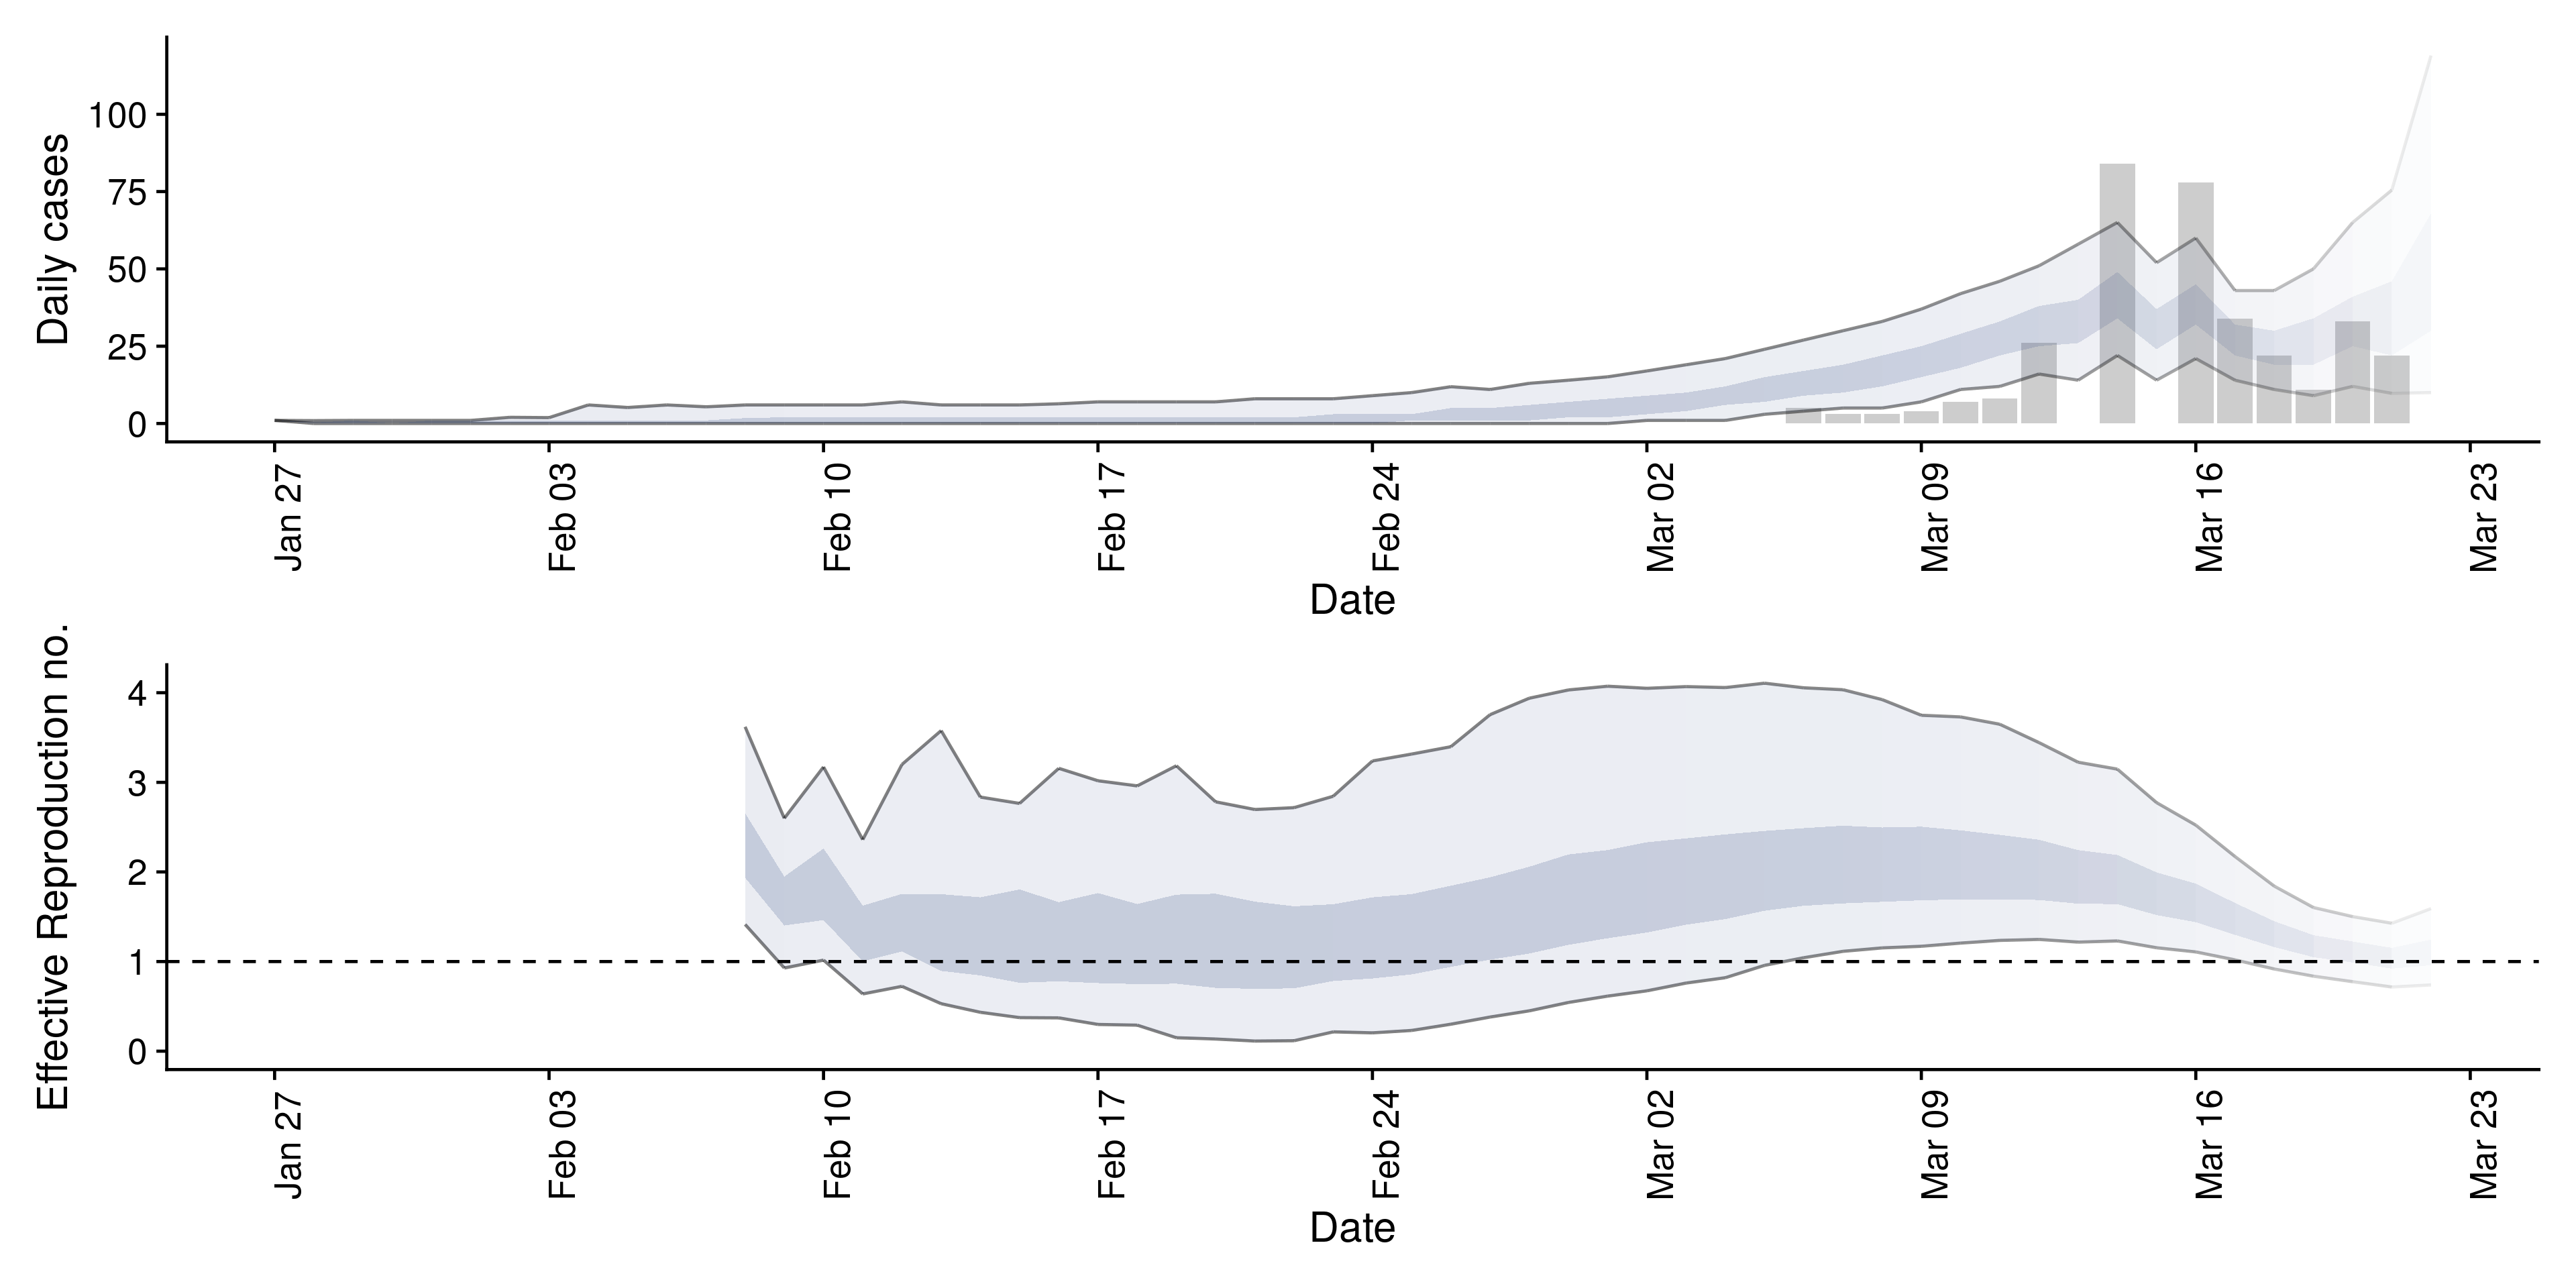 Daily cases
100
75
50
25
0
Jan 27
Feb 03
Feb 10
Feb 17
Feb 24
Mar 02
Mar 09
Mar 16
Mar 23
Date
Effective Reproduction no.
4
3
2
1
0
Jan 27
Feb 03
Feb 10
Feb 17
Feb 24
Mar 02
Mar 09
Mar 16
Mar 23
Date